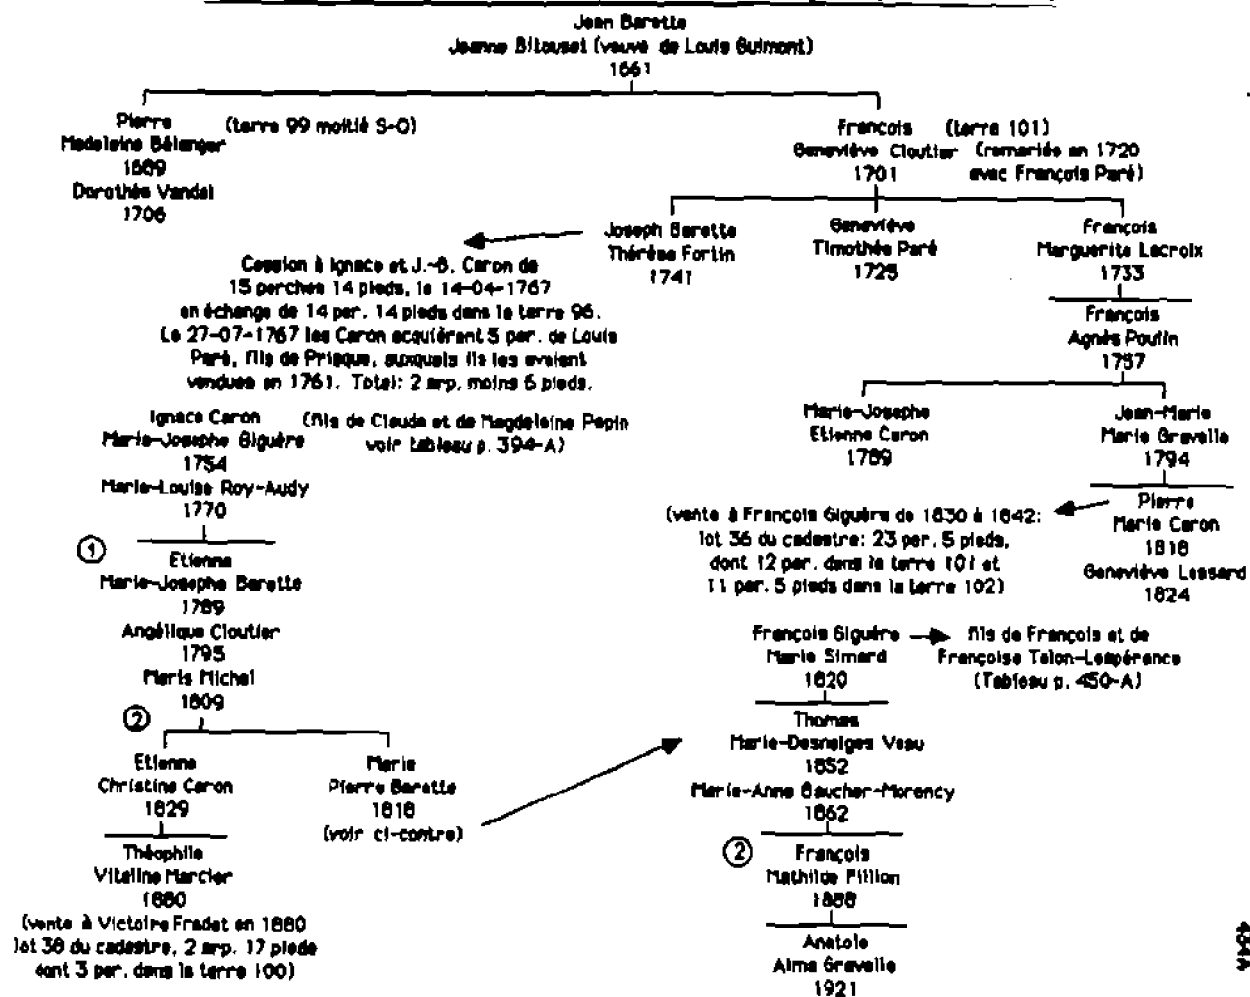 Jean Barette
Jeanne Bitouset (veuve de Louis Guimont)
1661
Pierre (terre 99 moitié S-O)
Madeleine Bélanger
1689
Dorothée Vandal
1706
François (terre 101)
Geneviève Cloutier (remariée en 1720
1701 avec François Paré)
Joseph Barette
Thérèse Fortin
1741
Geneviève
Timothée Paré
1725
François
Marguerite Lacroix
1733
François
Agnès Poulin
1757
Cession à Ignace et J.-B. Caron de
15 perches 14 pieds, le 14-04-1767
en échange de 14 per. 14 pieds dans la terre 96.
Le 27-07-1767 les Caron acquièrent 5 per. de Louis
Paré, fils de Prisque, auxquels ils les avaient
vendues en 1761. Total: 2 arp. moins 6 pieds.
Marie-Josephe
Etienne Caron
1789
Jean-Marie
Marie Gravelle
1794
Ignace Caron (fils de Claude et de Magdeleine Pepin
Marie-Josephe Giguère voir tableau p. 394-A)
1754
Marie-Louise Roy-Audy
1770
Pierre
Marie Caron
1818
Geneviève Lessard
1824
(vente à François Giguère de 1830 à 1842:
lot 36 du cadastre: 23 per. 5 pieds,
dont 12 per. dans la terre 101 et
11 per. 5 pieds dans la terre 102)
1
Etienne
Marie-Josephe Barette
1789
Angélique Cloutier
1795
Marie Michel
1809
François Giguère
Marie Simard
1820
fils de François et de
Françoise Talon-Lespérance
(Tableau p. 450-A)
2
Etienne
Christine Caron
1829
Marie
Pierre Barette
1818
(voir ci-contre)
Thomas
Marie-Desneiges Veau
1852
Marie-Anne Gaucher-Morency
1862
Théophile
Vitaline Mercier
1880
(vente à Victoire Fradet en 1880
lot 38 du cadastre, 2 arp. 17 pieds
dont 3 per. dans la terre 100)
2
François
Mathilde Fillion
1888
Anatole
Alma Gravelle
1921